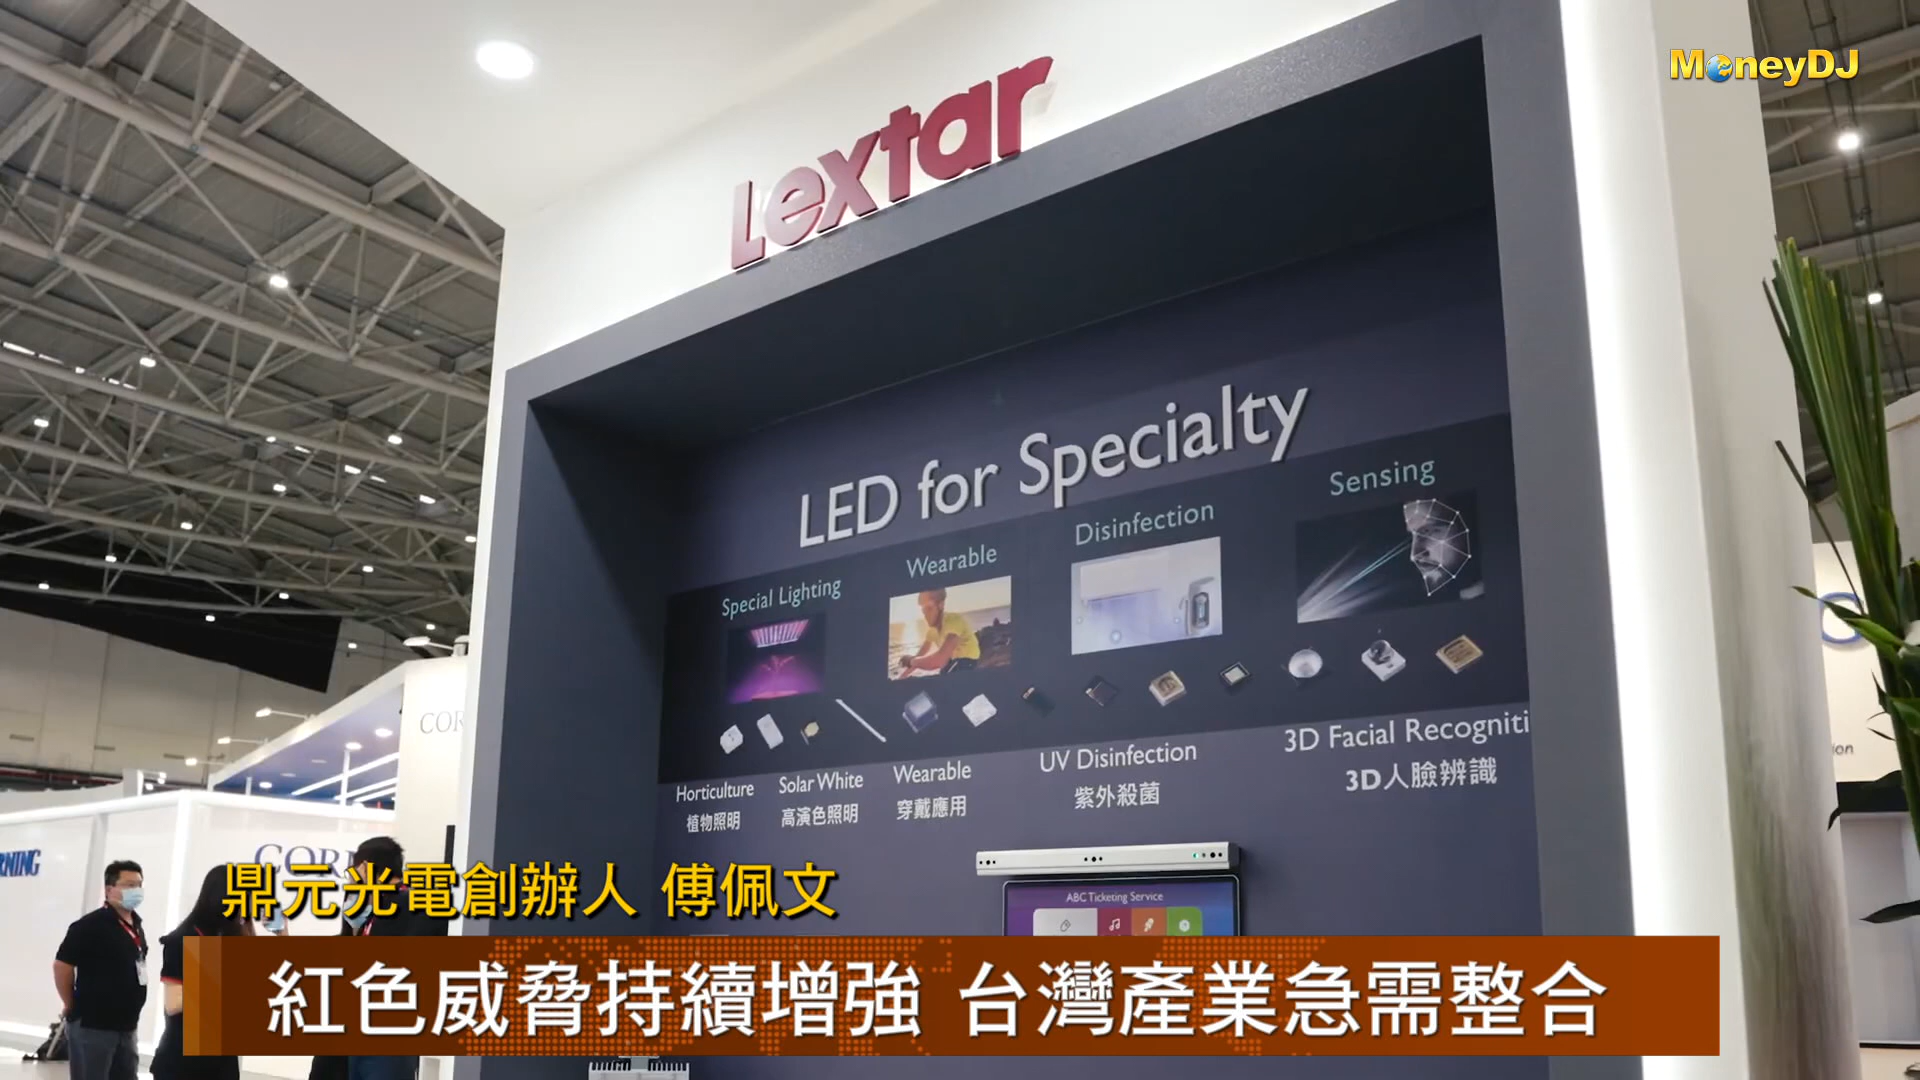 MoneyDJ
Lextar
LED for Specialty
Special Lighting
Wearable
Disinfection
Sensing
Horticulture
植物照明
Solar White
高演色照明
Wearable
穿戴應用
UV Disinfection
紫外殺菌
3D Facial Recogniti
3D人臉辨識
ABC Ticketing Service
鼎元光電創辦人 傅佩文
紅色威脅持續增強 台灣產業急需整合